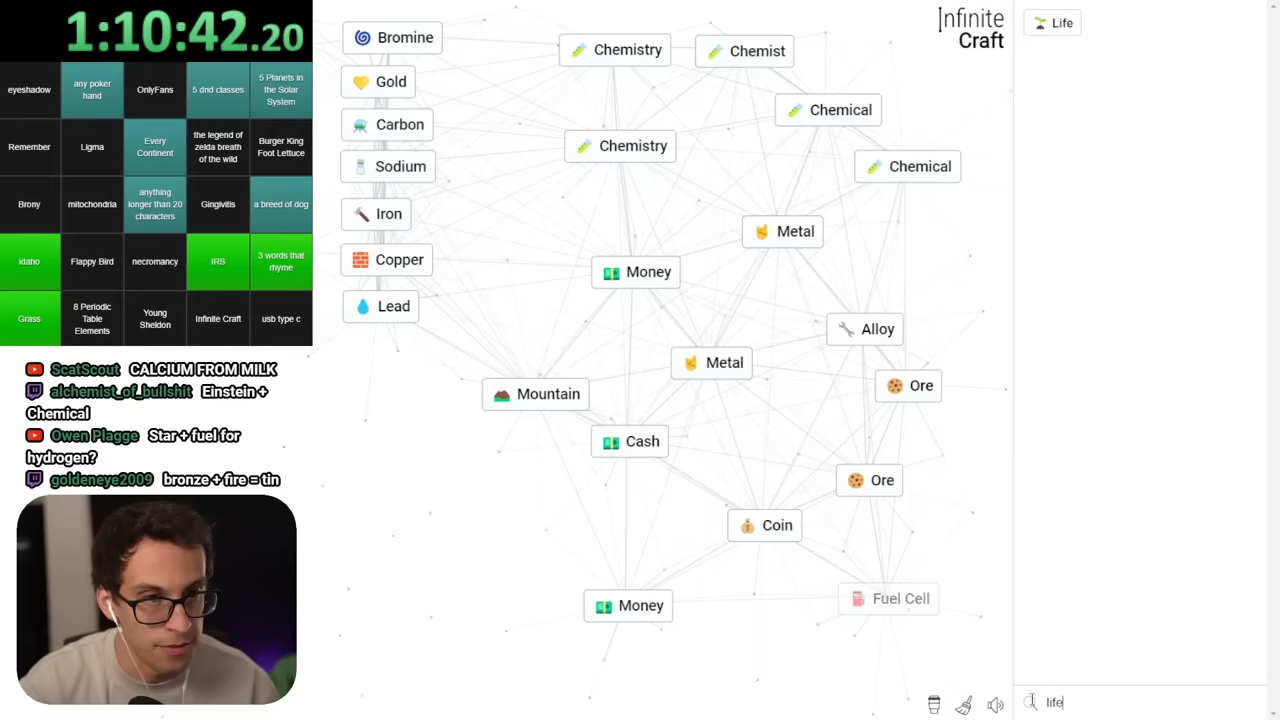 1:10:42.20
eyeshadow
any poker
hand
OnlyFans
5 dnd classes
5 Planets in
the Solar
System
Remember
Ligma
Every
Continent
the legend of
zelda breath
of the wild
Burger King
Foot Lettuce
Brony
mitochondria
anything
longer than 20
characters
Gingivitis
a breed of dog
idaho
Flappy Bird
necromancy
IRS
3 words that
rhyme
Grass
8 Periodic
Table
Elements
Young
Sheldon
Infinite Craft
usb type c
ScatScout CALCIUM FROM MILK
alchemist_of_bullshit Einstein +
Chemical
Owen Plagge Star + fuel for
hydrogen?
goldeneye2009 bronze + fire = tin
Bromine
Gold
Carbon
Sodium
Iron
Copper
Lead
Chemistry
Chemist
Chemical
Chemistry
Chemical
Metal
Money
Alloy
Metal
Ore
Mountain
Cash
Ore
Coin
Money
Fuel Cell
Infinite
Craft
Life
life